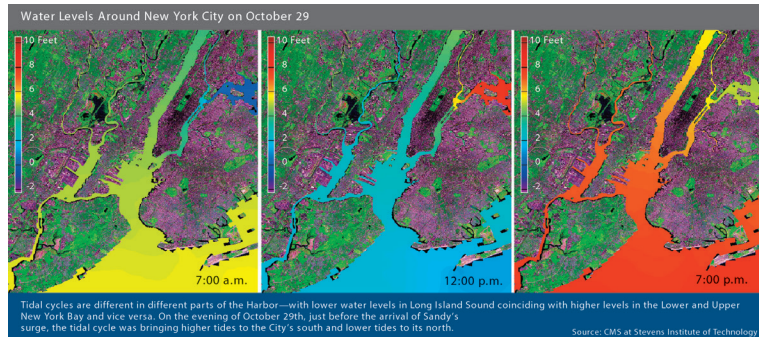 Water Levels Around New York City on October 29
10 Feet
8
6
4
2
0
-2
7:00 a.m.
10 Feet
8
6
4
2
0
-2
12:00 p.m.
10 Feet
8
6
4
2
0
-2
7:00 p.m.
Tidal cycles are different in different parts of the Harbor—with lower water levels in Long Island Sound coinciding with higher levels in the Lower and Upper
New York Bay and vice versa. On the evening of October 29th, just before the arrival of Sandy's
surge, the tidal cycle was bringing higher tides to the City's south and lower tides to its north.
Source: CMS at Stevens Institute of Technology